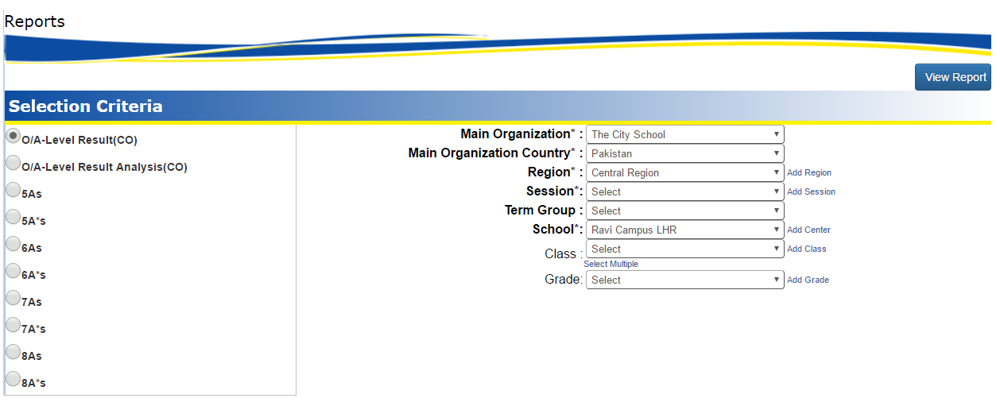 Reports
View Report
Selection Criteria
O/A-Level Result(CO)
O/A-Level Result Analysis(CO)
5As
5A*s
6As
6A*s
7As
7A*s
8As
8A*s
Main Organization* : The City School
Main Organization Country* : Pakistan
Region* : Central Region Add Region
Session*: Select Add Session
Term Group : Select
School*: Ravi Campus LHR Add Center
Class : Select Add Class
Select Multiple
Grade: Select Add Grade